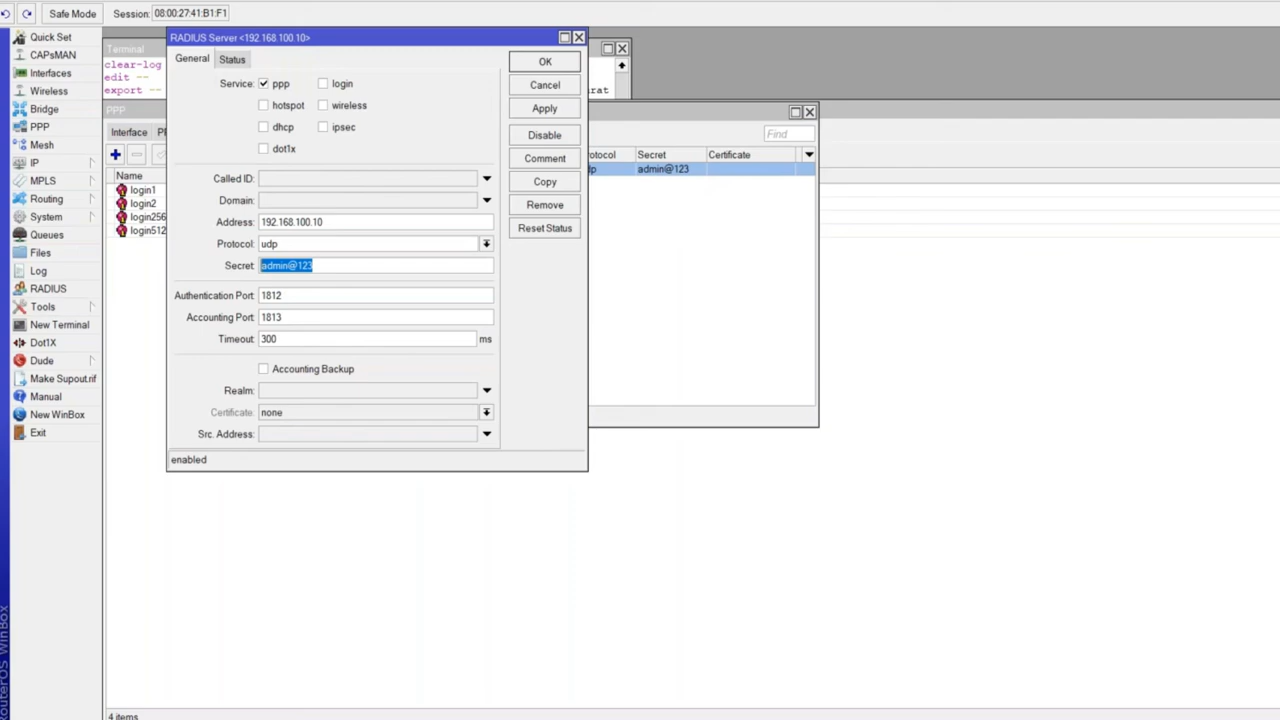 Safe Mode Session: 08:00:27:41:B1:F1
Quick Set
CAPsMAN
Interfaces
Wireless
Bridge
PPP
Mesh
IP
MPLS
Routing
System
Queues
Files
Log
RADIUS
Tools
New Terminal
Dot1X
Dude
Make Supout.rif
Manual
New WinBox
Exit
RouterOS WinBox
Terminal
clear-log
edit --
export --
arat
PPP
Interface
Name
login1
login2
login256
login512
4 items
RADIUS Server <192.168.100.10>
General Status
Service: ppp login
hotspot wireless
dhcp ipsec
dot1x
Called ID:
Domain:
Address: 192.168.100.10
Protocol: udp
Secret: admin@123
Authentication Port: 1812
Accounting Port: 1813
Timeout: 300 ms
Accounting Backup
Realm:
Certificate: none
Src. Address:
enabled
OK
Cancel
Apply
Disable
Comment
Copy
Remove
Reset Status
Find
otocol Secret Certificate
dp admin@123